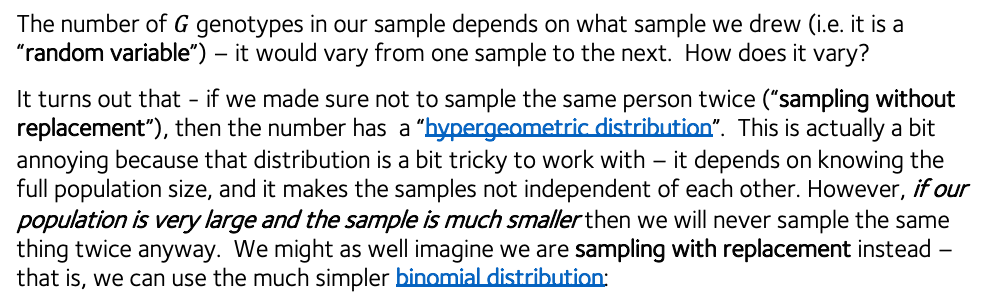 The number of G genotypes in our sample depends on what sample we drew (i.e. it is a
“random variable”) – it would vary from one sample to the next.  How does it vary?
It turns out that - if we made sure not to sample the same person twice (“sampling without
replacement”), then the number has  a “hypergeometric distribution”.  This is actually a bit
annoying because that distribution is a bit tricky to work with – it depends on knowing the
full population size, and it makes the samples not independent of each other. However, if our
population is very large and the sample is much smaller then we will never sample the same
thing twice anyway.  We might as well imagine we are sampling with replacement instead –
that is, we can use the much simpler binomial distribution: